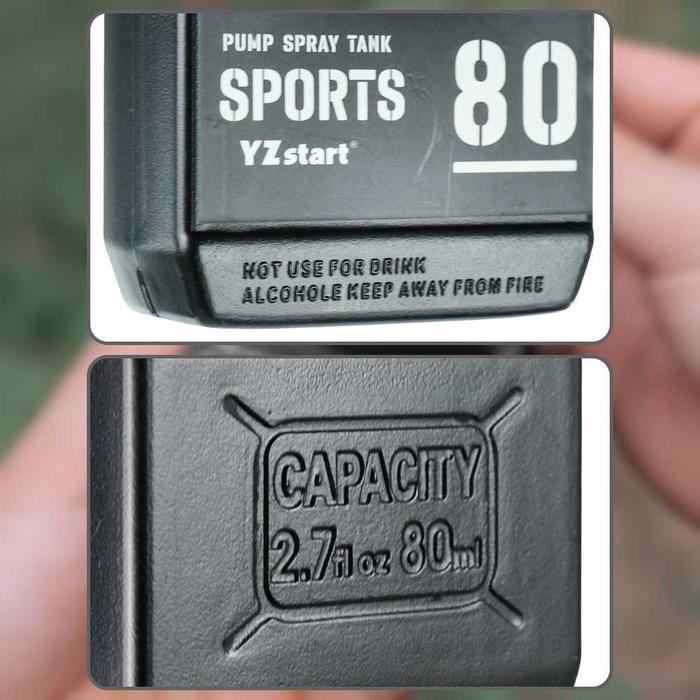 PUMP SPRAY TANK
SPORTS 80
YZstart®
NOT USE FOR DRINK
ALCOHOLE KEEP AWAY FROM FIRE
CAPACITY
2.7fl oz 80ml